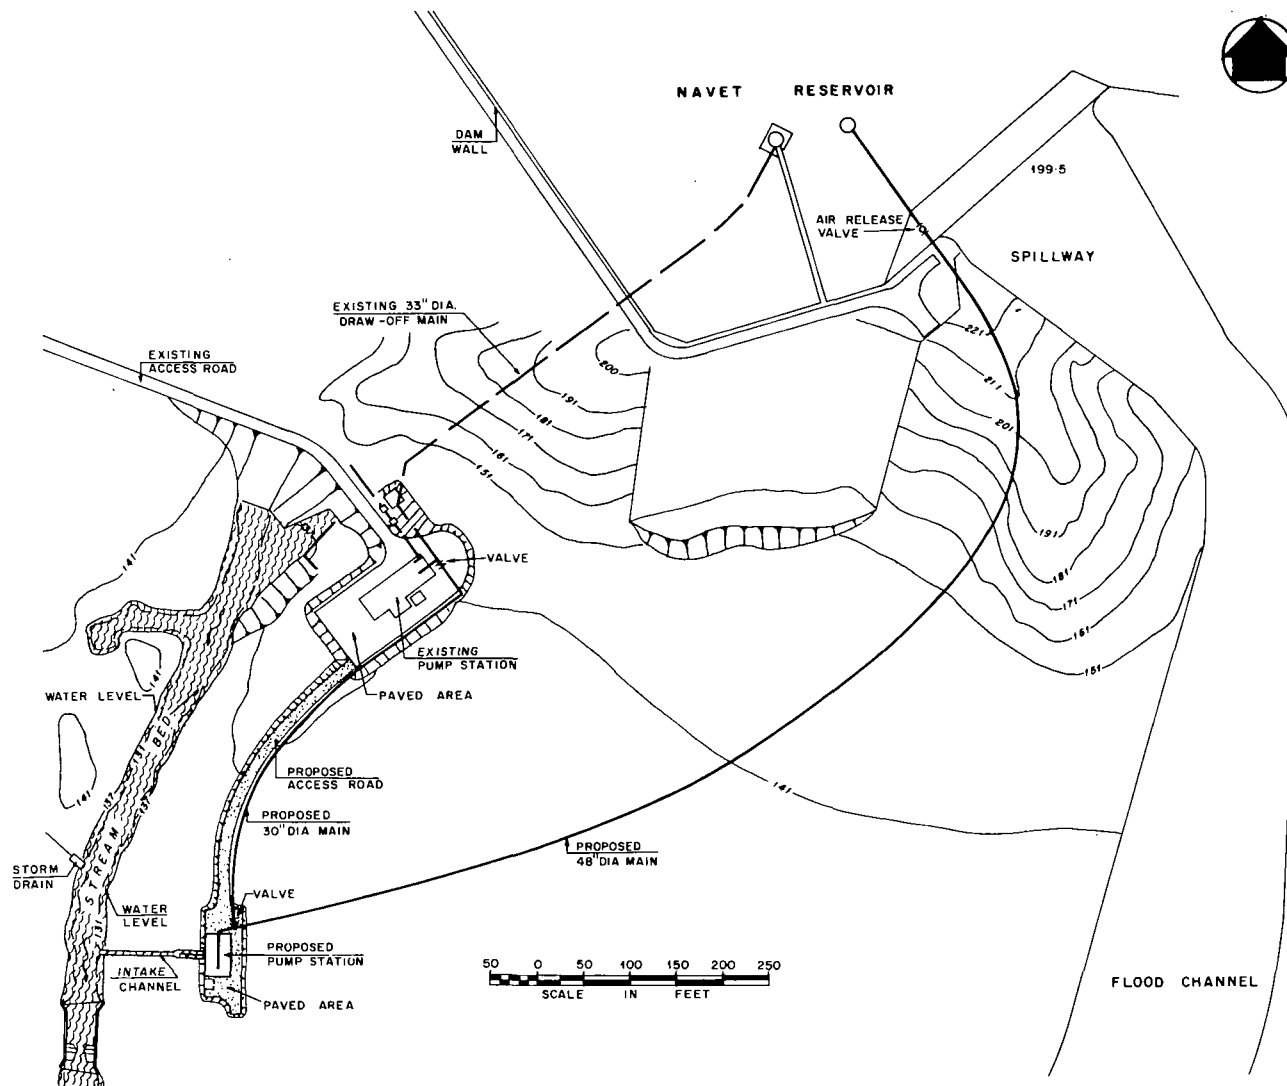 NAVET RESERVOIR
DAM
WALL
199·5
AIR RELEASE
VALVE
SPILLWAY
EXISTING 33" DIA.
DRAW-OFF MAIN
EXISTING
ACCESS ROAD
221
211
201
200
191
181
171
161
151
191
181
171
161
151
141
VALVE
EXISTING
PUMP STATION
PAVED AREA
WATER LEVEL
141
141
131
137
137
131
STREAM BED
PROPOSED
ACCESS ROAD
PROPOSED
30" DIA MAIN
141
PROPOSED
48" DIA MAIN
STORM
DRAIN
WATER
LEVEL
VALVE
PROPOSED
PUMP STATION
INTAKE
CHANNEL
PAVED AREA
50 0 50 100 150 200 250
SCALE IN FEET
FLOOD CHANNEL